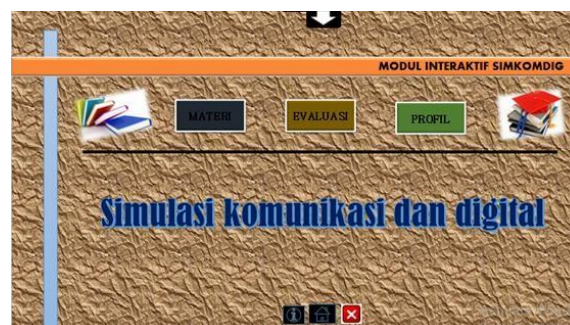 MODUL INTERAKTIF SIMKOMDIG
MATERI
EVALUASI
PROFIL
Simulasi komunikasi dan digital